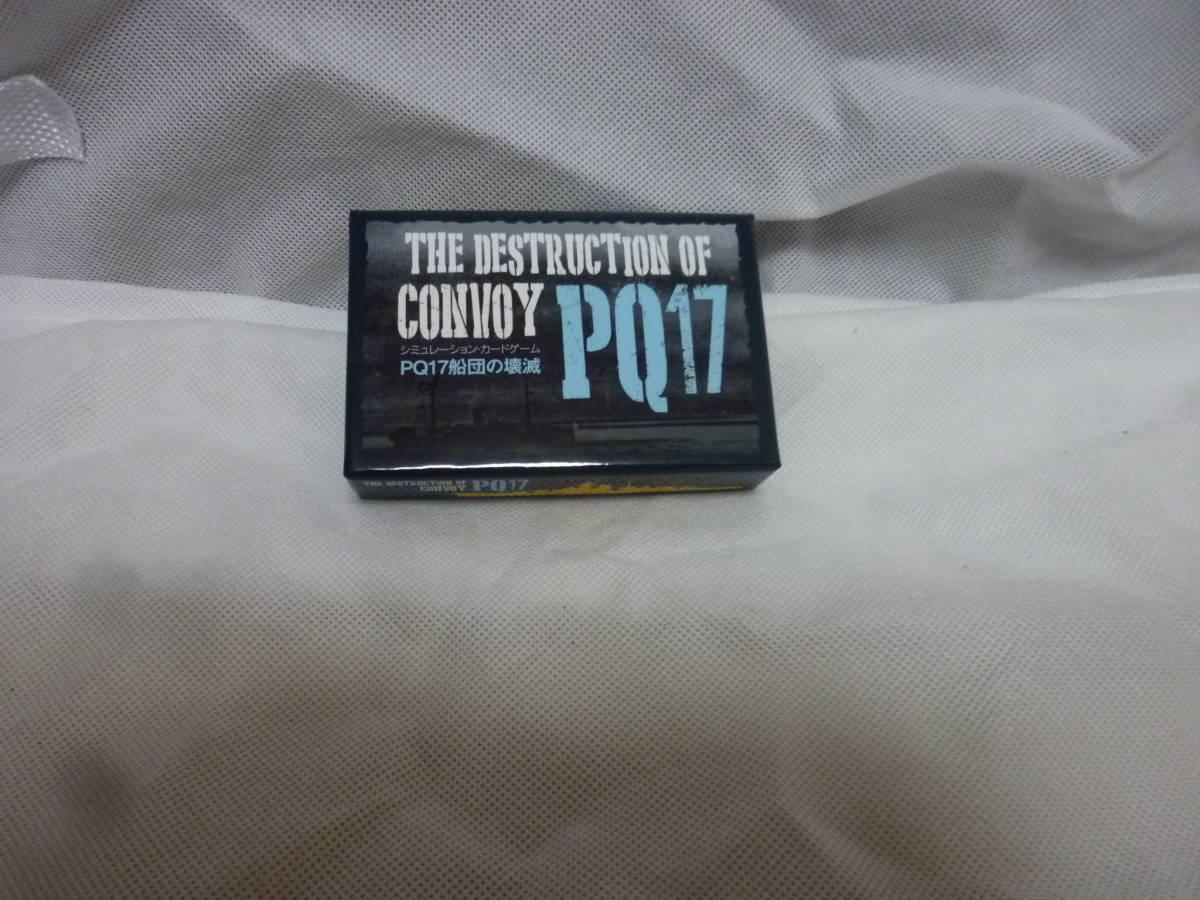 THE DESTRUCTION OF
CONVOY PQ17
シミュレーション・カードゲーム
PQ17船団の壊滅
THE DESTRUCTION OF
CONVOY PQ17